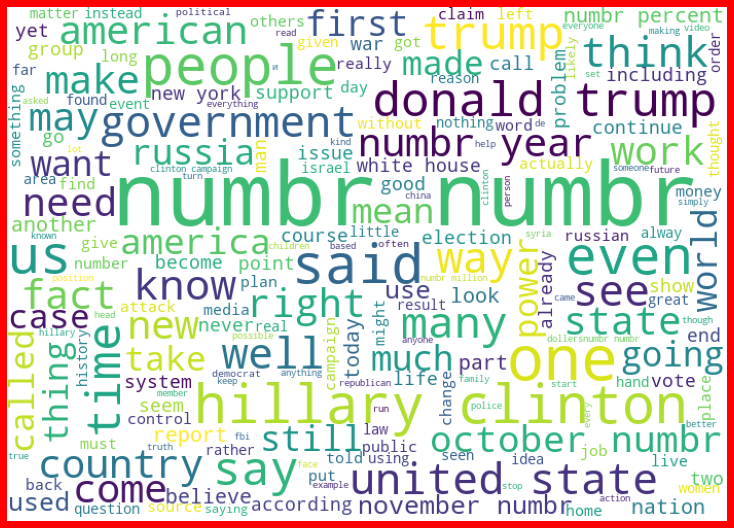 matter instead
political
others
first
trump
claim
left
numbr percent
yet
american
read
given
got
everyone
making
video
group
long
people
war
really
made
call
likely
think
order
far
found
new york
support
day
reason
including
set
something
asked
event
everything
и
make
donald trump
problem
may
government
without
nothing
word
de
continue
thought
go
lot
man
issue
numbr year
actually
kind
help
work
want
russia
israel
white house
someone
future
area
find
turn
clinton campaign
good
china
clinton
person
money
simply
need
numbr numbr
mean
another
course
little
election
russian
alway
known
give
america
children
based
often
way
syria
us
number
become
point
said
power
already
even
world
position
plan
use
look
numbr million
see
show
great
fact
know
attack
right
media
result
came
though
case
head
new
never
real
might
many
state
end
called
hillary
history
possible
today
anyone
dollersnumbr numbr
time
take
well
campaign
much
part
one
going
thing
system
democrat
anything
life
change
family
hand
vote
place
member
seem
keep
republican
start
control
hillary clinton
police
every
better
must
report
run
law
truth
fbi
rather
still
public
october numbr
job
true
country
say
told
using
seen
idea
live
two
face
put
united state
women
back
come
believe
example
stop
action
used
question
source
saying
according
november numbr
home
nation